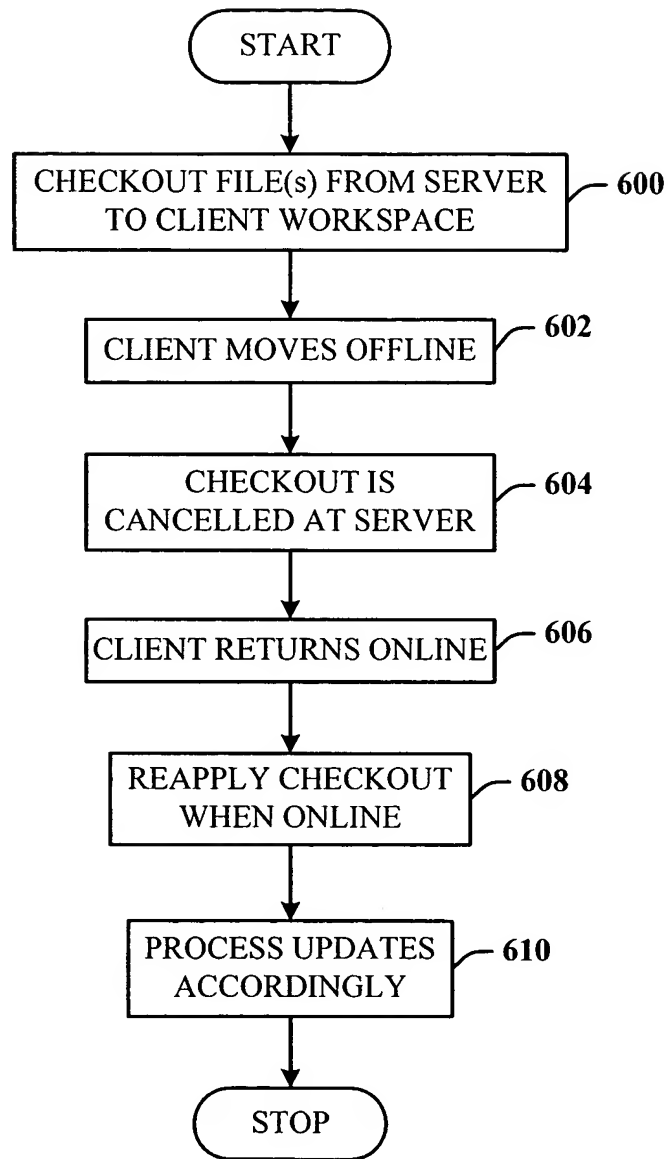 START
CHECKOUT FILE(s) FROM SERVER
TO CLIENT WORKSPACE
600
CLIENT MOVES OFFLINE
602
CHECKOUT IS
CANCELLED AT SERVER
604
CLIENT RETURNS ONLINE
606
REAPPLY CHECKOUT
WHEN ONLINE
608
PROCESS UPDATES
ACCORDINGLY
610
STOP